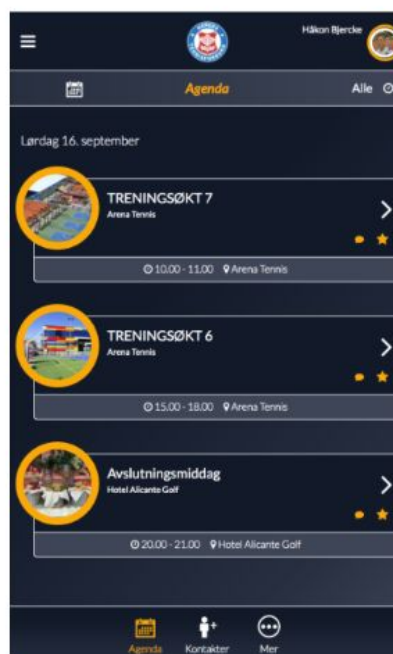 Håkon Bjercke
Agenda
Alle
Lørdag 16. september
TRENINGSØKT 7
Arena Tennis
10.00 - 11.00 Arena Tennis
TRENINGSØKT 6
Arena Tennis
15.00 - 18.00 Arena Tennis
Avslutningsmiddag
Hotel Alicante Golf
20.00 - 21.00 Hotel Alicante Golf
Agenda
Kontakter
Mer